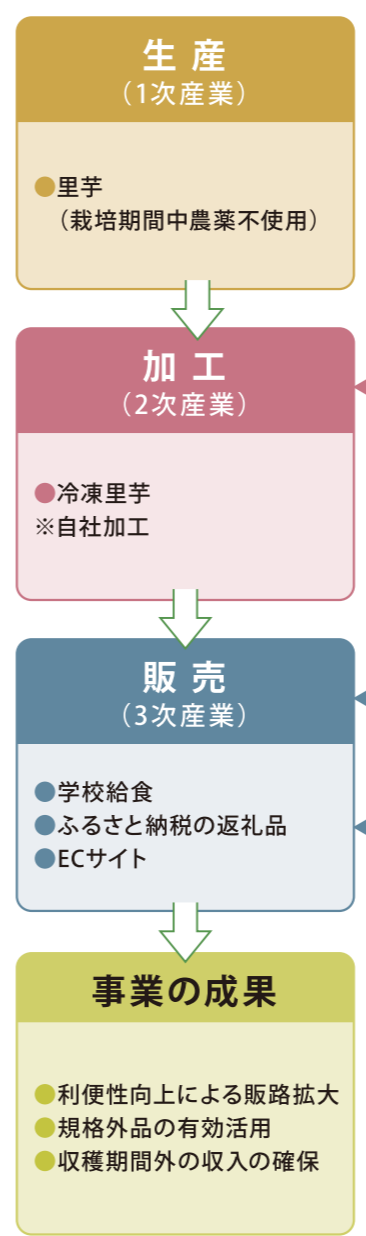 生 産
（1次産業）
●里芋
（栽培期間中農薬不使用）
加 工
（2次産業）
●冷凍里芋
※自社加工
販 売
（3次産業）
●学校給食
●ふるさと納税の返礼品
●ECサイト
事業の成果
●利便性向上による販路拡大
●規格外品の有効活用
●収穫期間外の収入の確保